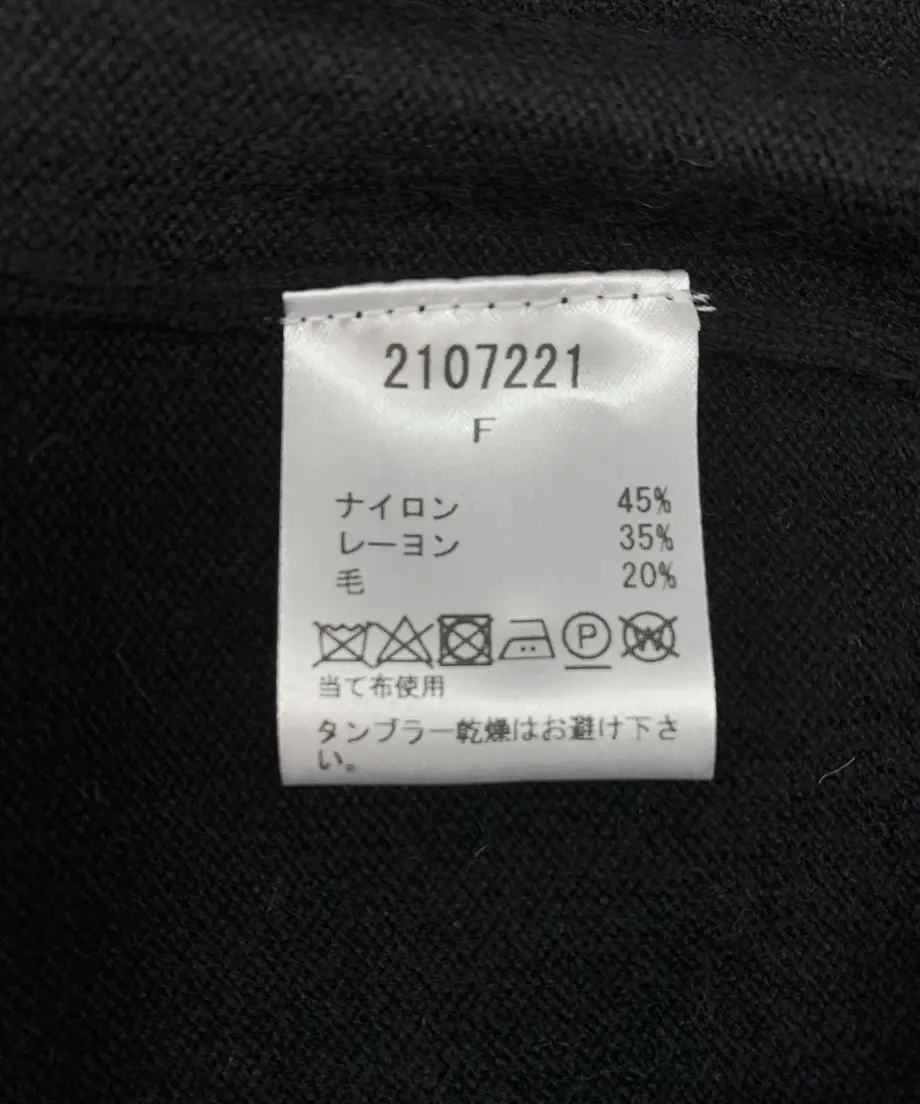 2107221
F
ナイロン 45%
レーヨン 35%
毛 20%
P W
当て布使用
タンブラー乾燥はお避け下さ
い。